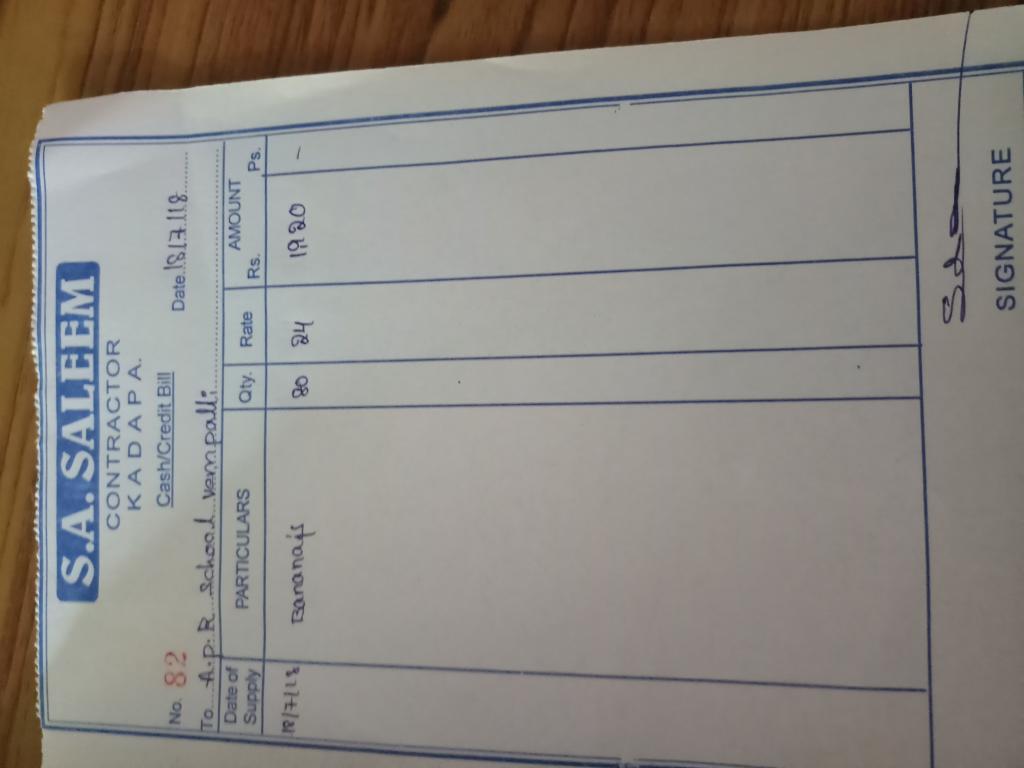 S.A. SALEEM
CONTRACTOR
KADAPA.
Cash/Credit Bill
No. 82 Date 18/7/18
To A.P.R. School Vempalli
Date of Supply PARTICULARS Qty. Rate AMOUNT Rs. Ps.
18/7/18 Banana's 80 24 1920 –
SIGNATURE